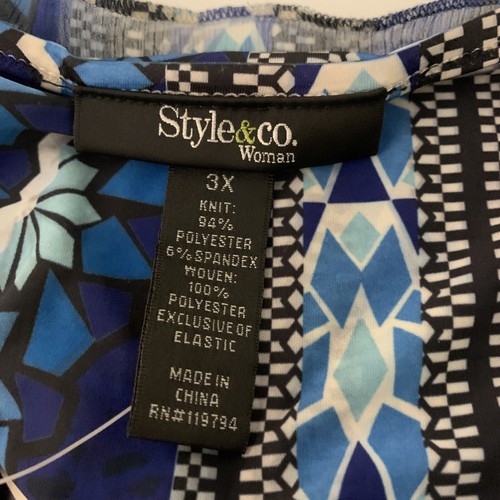 Style&co.
Woman
3X
KNIT:
94%
POLYESTER
6% SPANDEX
WOVEN:
100%
POLYESTER
EXCLUSIVE OF
ELASTIC
MADE IN
CHINA
RN#119794